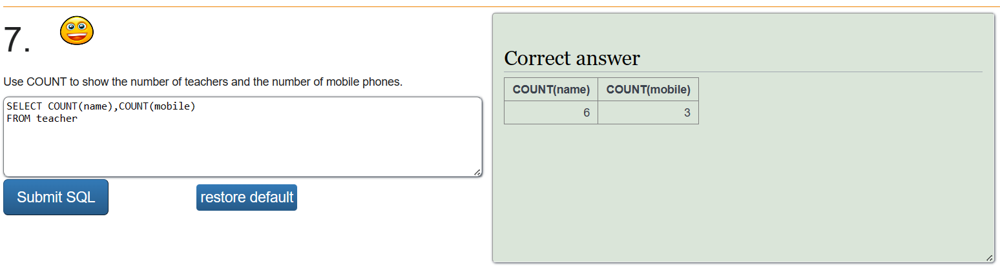 7.
Use COUNT to show the number of teachers and the number of mobile phones.
SELECT COUNT(name),COUNT(mobile)
FROM teacher
Submit SQL restore default
Correct answer
COUNT(name) COUNT(mobile)
6 3